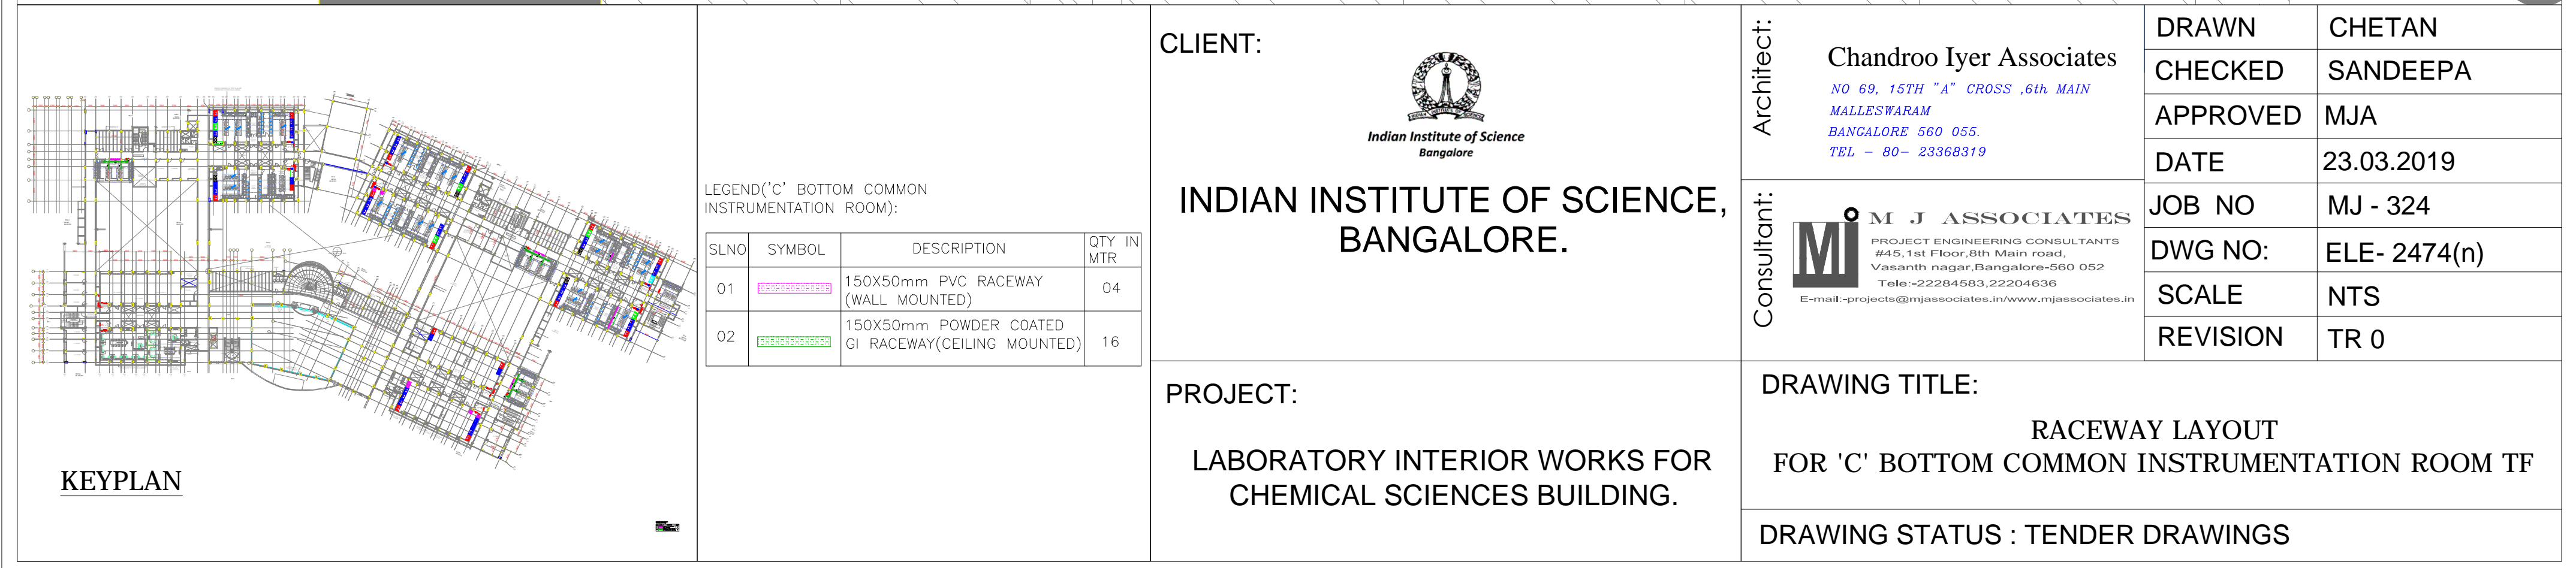 KEYPLAN
LEGEND('C' BOTTOM COMMON
INSTRUMENTATION ROOM):
SLNO SYMBOL DESCRIPTION QTY IN MTR
01 150X50mm PVC RACEWAY
(WALL MOUNTED) 04
02 150X50mm POWDER COATED
GI RACEWAY(CEILING MOUNTED) 16
CLIENT:
Indian Institute of Science
Bangalore
INDIAN INSTITUTE OF SCIENCE,
BANGALORE.
PROJECT:
LABORATORY INTERIOR WORKS FOR
CHEMICAL SCIENCES BUILDING.
Architect:
Chandroo Iyer Associates
NO 69, 15TH "A" CROSS ,6th MAIN
MALLESWARAM
BANGALORE 560 055.
TEL - 80- 23368319
Consultant:
M J ASSOCIATES
PROJECT ENGINEERING CONSULTANTS
#45,1st Floor,8th Main road,
Vasanth nagar,Bangalore-560 052
Tele:-22284583,22204636
E-mail:-projects@mjassociates.in/www.mjassociates.in
DRAWN CHETAN
CHECKED SANDEEPA
APPROVED MJA
DATE 23.03.2019
JOB NO MJ - 324
DWG NO: ELE- 2474(n)
SCALE NTS
REVISION TR 0
DRAWING TITLE:
RACEWAY LAYOUT
FOR 'C' BOTTOM COMMON INSTRUMENTATION ROOM TF
DRAWING STATUS : TENDER DRAWINGS